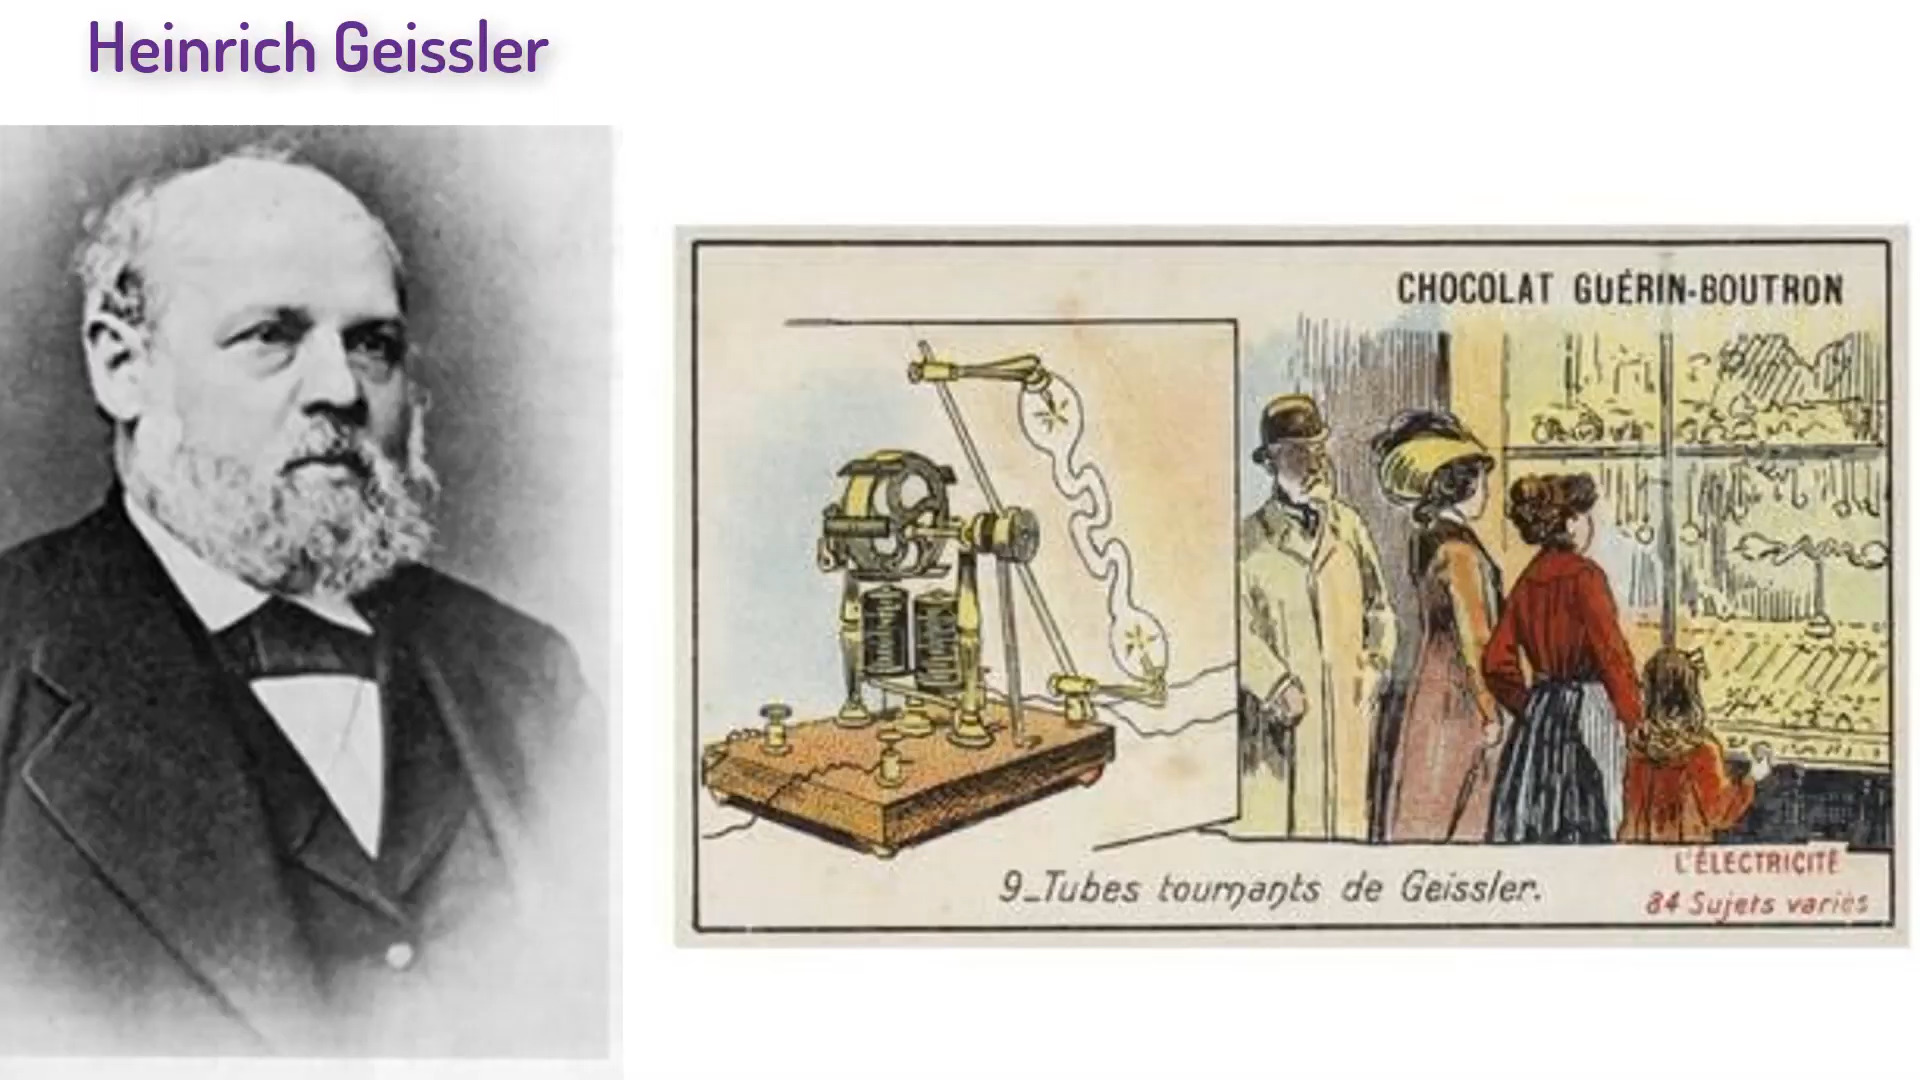 Heinrich Geissler
CHOCOLAT GUÉRIN-BOUTRON
9_Tubes tournants de Geissler.
L'ÉLECTRICITÉ
84 Sujets variés